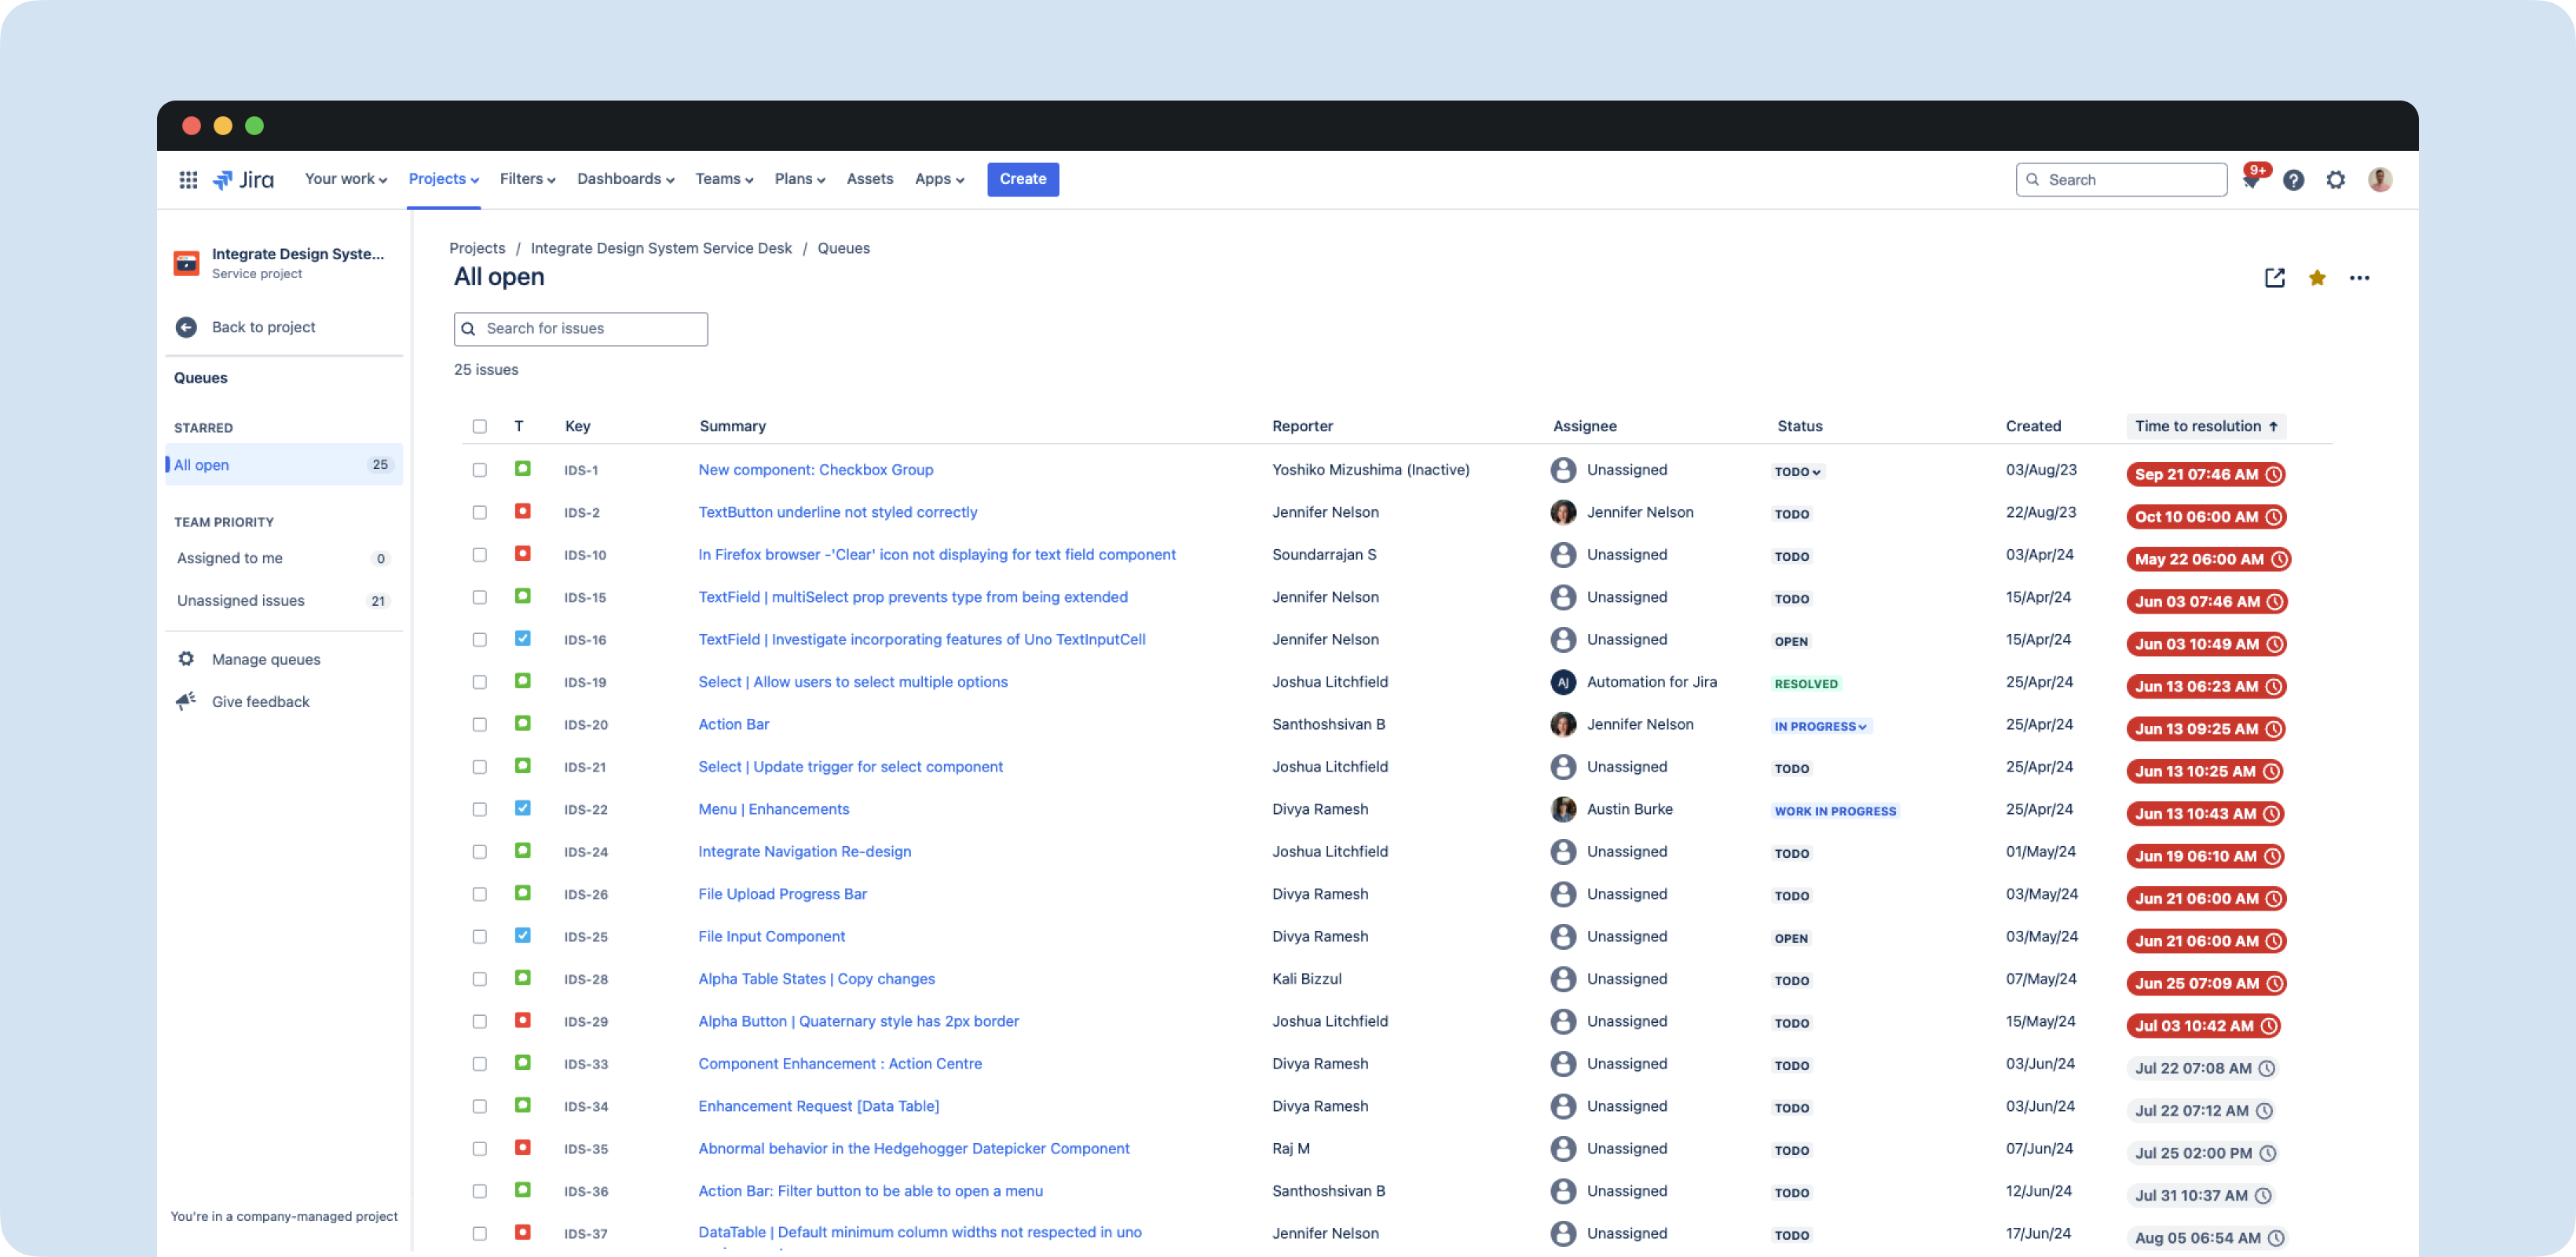 Jira Your work Projects Filters Dashboards Teams Plans Assets Apps Create Search 9+
Integrate Design Syste...
Service project
Back to project
Queues
STARRED
All open 25
TEAM PRIORITY
Assigned to me 0
Unassigned issues 21
Manage queues
Give feedback
You're in a company-managed project
Projects / Integrate Design System Service Desk / Queues
All open
Search for issues
25 issues
T Key Summary Reporter Assignee Status Created Time to resolution ↑
IDS-1 New component: Checkbox Group Yoshiko Mizushima (Inactive) Unassigned TODO 03/Aug/23 Sep 21 07:46 AM
IDS-2 TextButton underline not styled correctly Jennifer Nelson Jennifer Nelson TODO 22/Aug/23 Oct 10 06:00 AM
IDS-10 In Firefox browser -'Clear' icon not displaying for text field component Soundarrajan S Unassigned TODO 03/Apr/24 May 22 06:00 AM
IDS-15 TextField | multiSelect prop prevents type from being extended Jennifer Nelson Unassigned TODO 15/Apr/24 Jun 03 07:46 AM
IDS-16 TextField | Investigate incorporating features of Uno TextInputCell Jennifer Nelson Unassigned OPEN 15/Apr/24 Jun 03 10:49 AM
IDS-19 Select | Allow users to select multiple options Joshua Litchfield AJ Automation for Jira RESOLVED 25/Apr/24 Jun 13 06:23 AM
IDS-20 Action Bar Santhoshsivan B Jennifer Nelson IN PROGRESS 25/Apr/24 Jun 13 09:25 AM
IDS-21 Select | Update trigger for select component Joshua Litchfield Unassigned TODO 25/Apr/24 Jun 13 10:25 AM
IDS-22 Menu | Enhancements Divya Ramesh Austin Burke WORK IN PROGRESS 25/Apr/24 Jun 13 10:43 AM
IDS-24 Integrate Navigation Re-design Joshua Litchfield Unassigned TODO 01/May/24 Jun 19 06:10 AM
IDS-26 File Upload Progress Bar Divya Ramesh Unassigned TODO 03/May/24 Jun 21 06:00 AM
IDS-25 File Input Component Divya Ramesh Unassigned OPEN 03/May/24 Jun 21 06:00 AM
IDS-28 Alpha Table States | Copy changes Kali Bizzul Unassigned TODO 07/May/24 Jun 25 07:09 AM
IDS-29 Alpha Button | Quaternary style has 2px border Joshua Litchfield Unassigned TODO 15/May/24 Jul 03 10:42 AM
IDS-33 Component Enhancement : Action Centre Divya Ramesh Unassigned TODO 03/Jun/24 Jul 22 07:08 AM
IDS-34 Enhancement Request [Data Table] Divya Ramesh Unassigned TODO 03/Jun/24 Jul 22 07:12 AM
IDS-35 Abnormal behavior in the Hedgehogger Datepicker Component Raj M Unassigned TODO 07/Jun/24 Jul 25 02:00 PM
IDS-36 Action Bar: Filter button to be able to open a menu Santhoshsivan B Unassigned TODO 12/Jun/24 Jul 31 10:37 AM
IDS-37 DataTable | Default minimum column widths not respected in uno Jennifer Nelson Unassigned TODO 17/Jun/24 Aug 05 06:54 AM